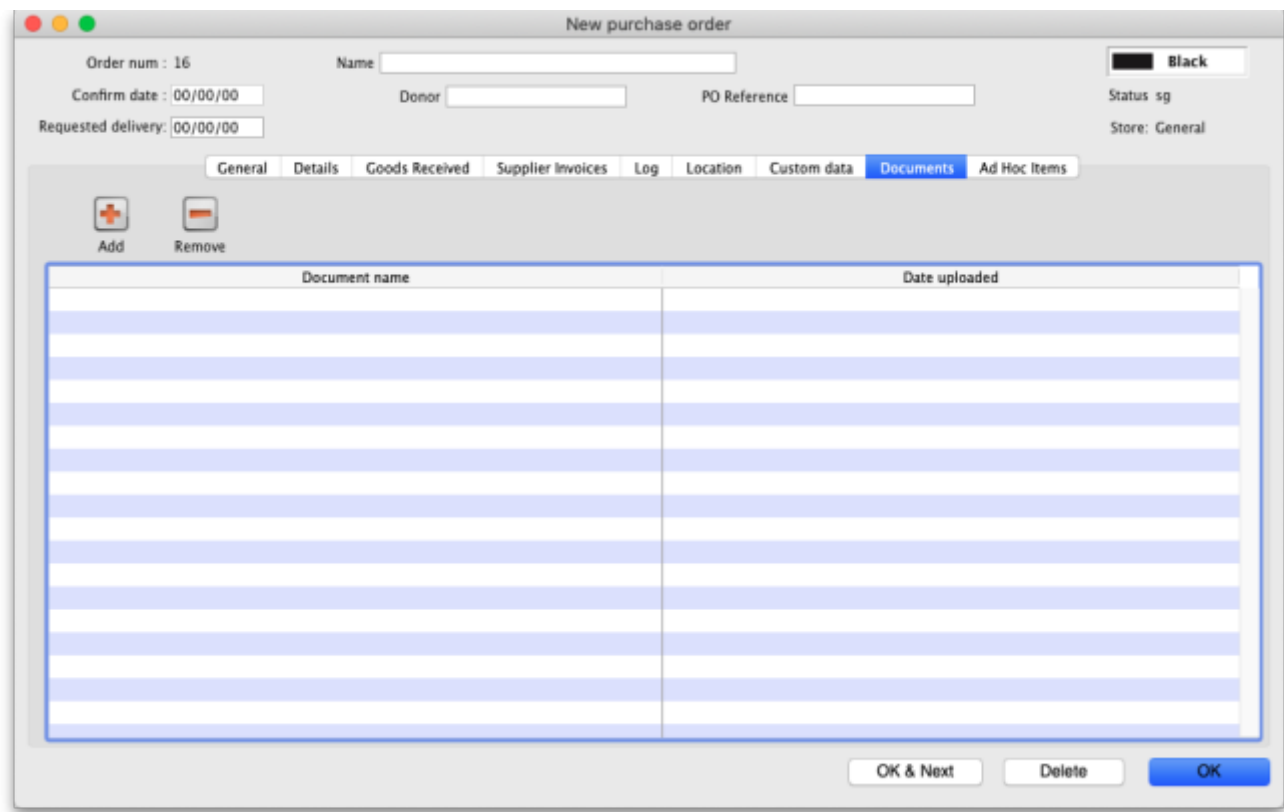 New purchase order
Order num : 16 Name Black
Confirm date : 00/00/00 Donor PO Reference Status sg
Requested delivery: 00/00/00 Store: General
General Details Goods Received Supplier Invoices Log Location Custom data Documents Ad Hoc Items
Add Remove
Document name Date uploaded
OK & Next Delete OK